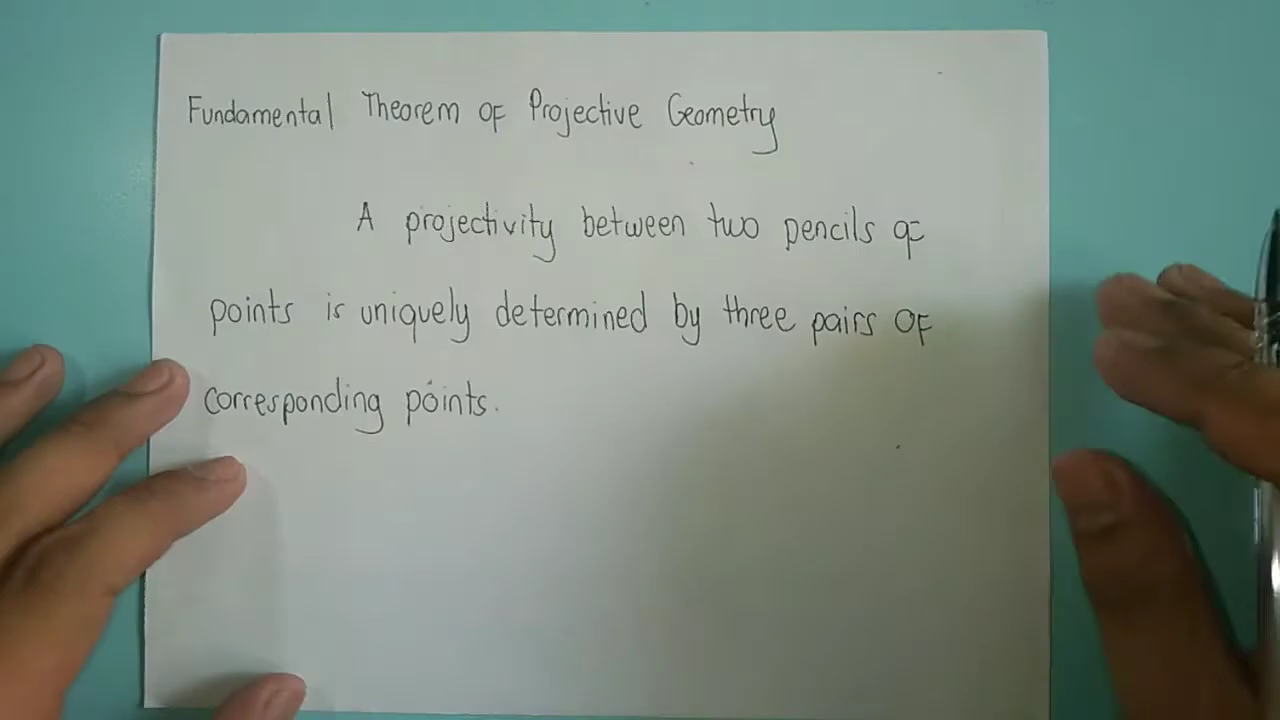 Fundamental Theorem of Projective Geometry
A projectivity between two pencils of
points is uniquely determined by three pairs of
corresponding points.